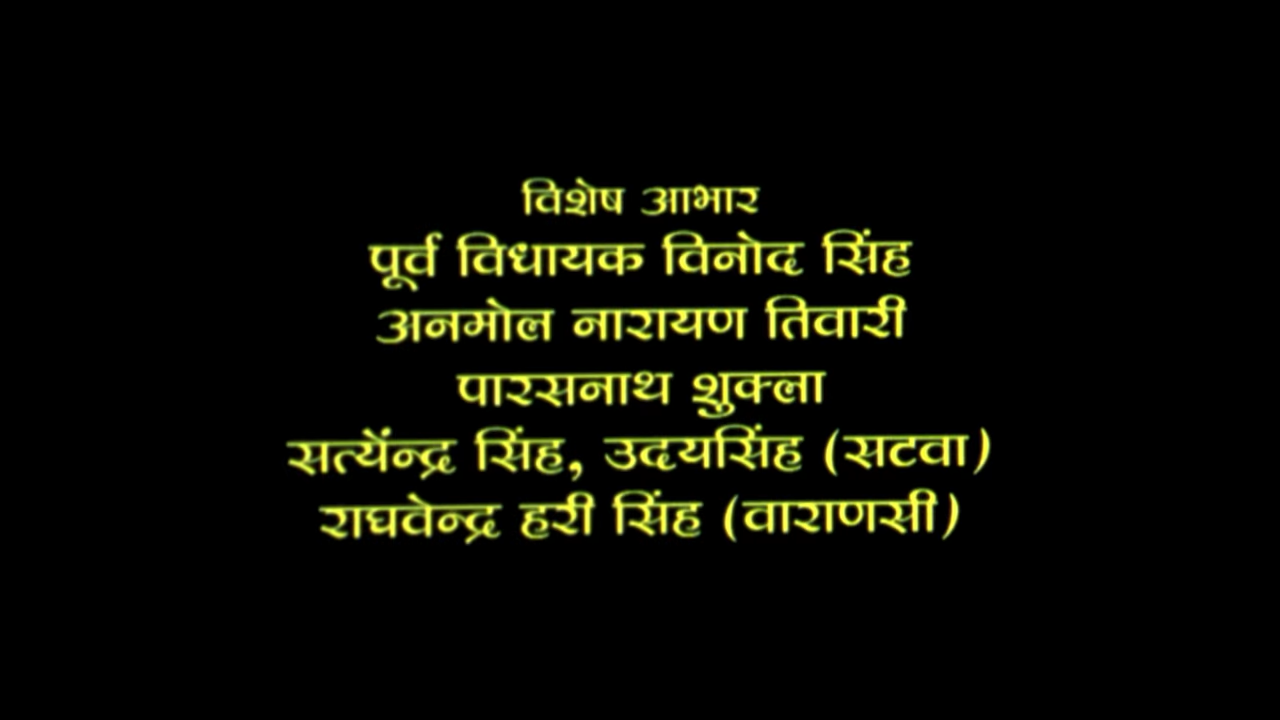 विशेष आभार
पूर्व विधायक विनोद सिंह
अनमोल नारायण तिवारी
पारसनाथ शुक्ला
सत्येंन्द्र सिंह, उदयसिंह (सटवा)
राघवेन्द्र हरी सिंह (वाराणसी)